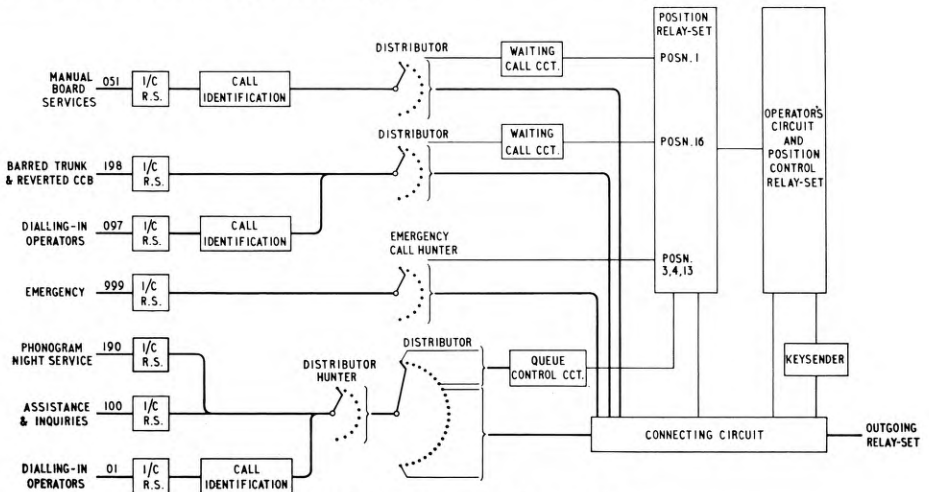 POSITION
RELAY-SET
DISTRIBUTOR
WAITING
CALL CCT.
POSN. 1
MANUAL
BOARD
SERVICES
051
I/C
R.S.
CALL
IDENTIFICATION
OPERATOR'S
CIRCUIT
AND
POSITION
CONTROL
RELAY-SET
DISTRIBUTOR
WAITING
CALL CCT.
POSN. 16
BARRED TRUNK
& REVERTED CCB
198
I/C
R.S.
DIALLING-IN
OPERATORS
097
I/C
R.S.
CALL
IDENTIFICATION
EMERGENCY
CALL HUNTER
POSN.
3,4,13
EMERGENCY
999
I/C
R.S.
PHONOGRAM
NIGHT SERVICE
190
I/C
R.S.
DISTRIBUTOR
HUNTER
DISTRIBUTOR
QUEUE
CONTROL CCT.
KEYSENDER
ASSISTANCE
& INQUIRIES
100
I/C
R.S.
CONNECTING CIRCUIT
OUTGOING
RELAY-SET
DIALLING-IN
OPERATORS
01
I/C
R.S.
CALL
IDENTIFICATION